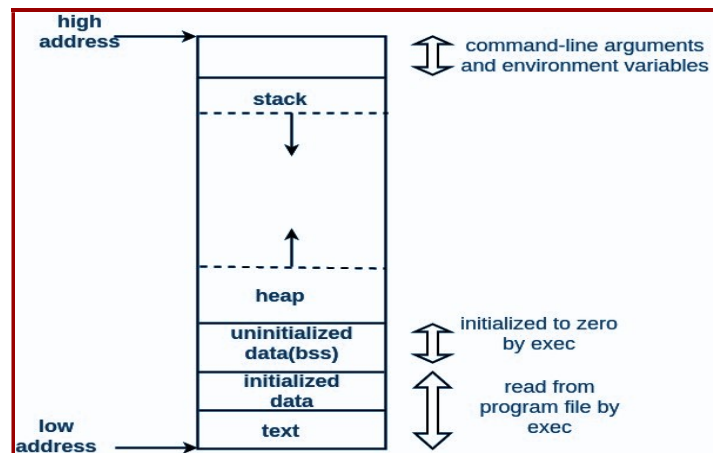 high
address
command-line arguments
and environment variables
stack
heap
uninitialized
data(bss)
initialized to zero
by exec
initialized
data
read from
program file by
exec
text
low
address